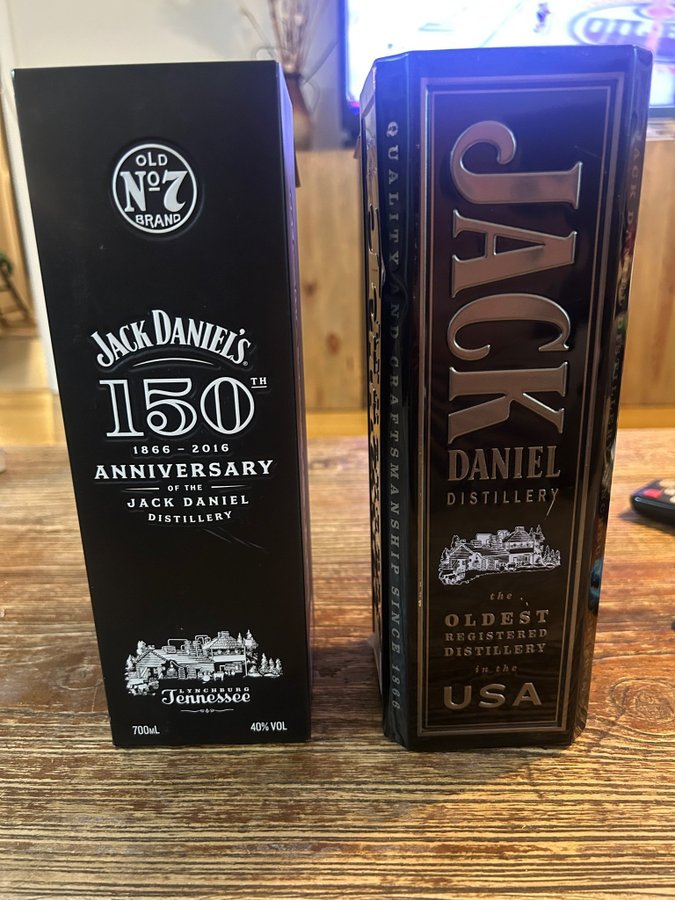 OLD
Nº7
BRAND
JACK DANIEL'S
150TH
1866 - 2016
ANNIVERSARY
OF THE
JACK DANIEL
DISTILLERY
LYNCHBURG
Tennessee
700ML 40% VOL
QUALITY AND CRAFTSMANSHIP SINCE 1866
JACK
DANIEL
DISTILLERY
the
OLDEST
REGISTERED
DISTILLERY
in the
USA